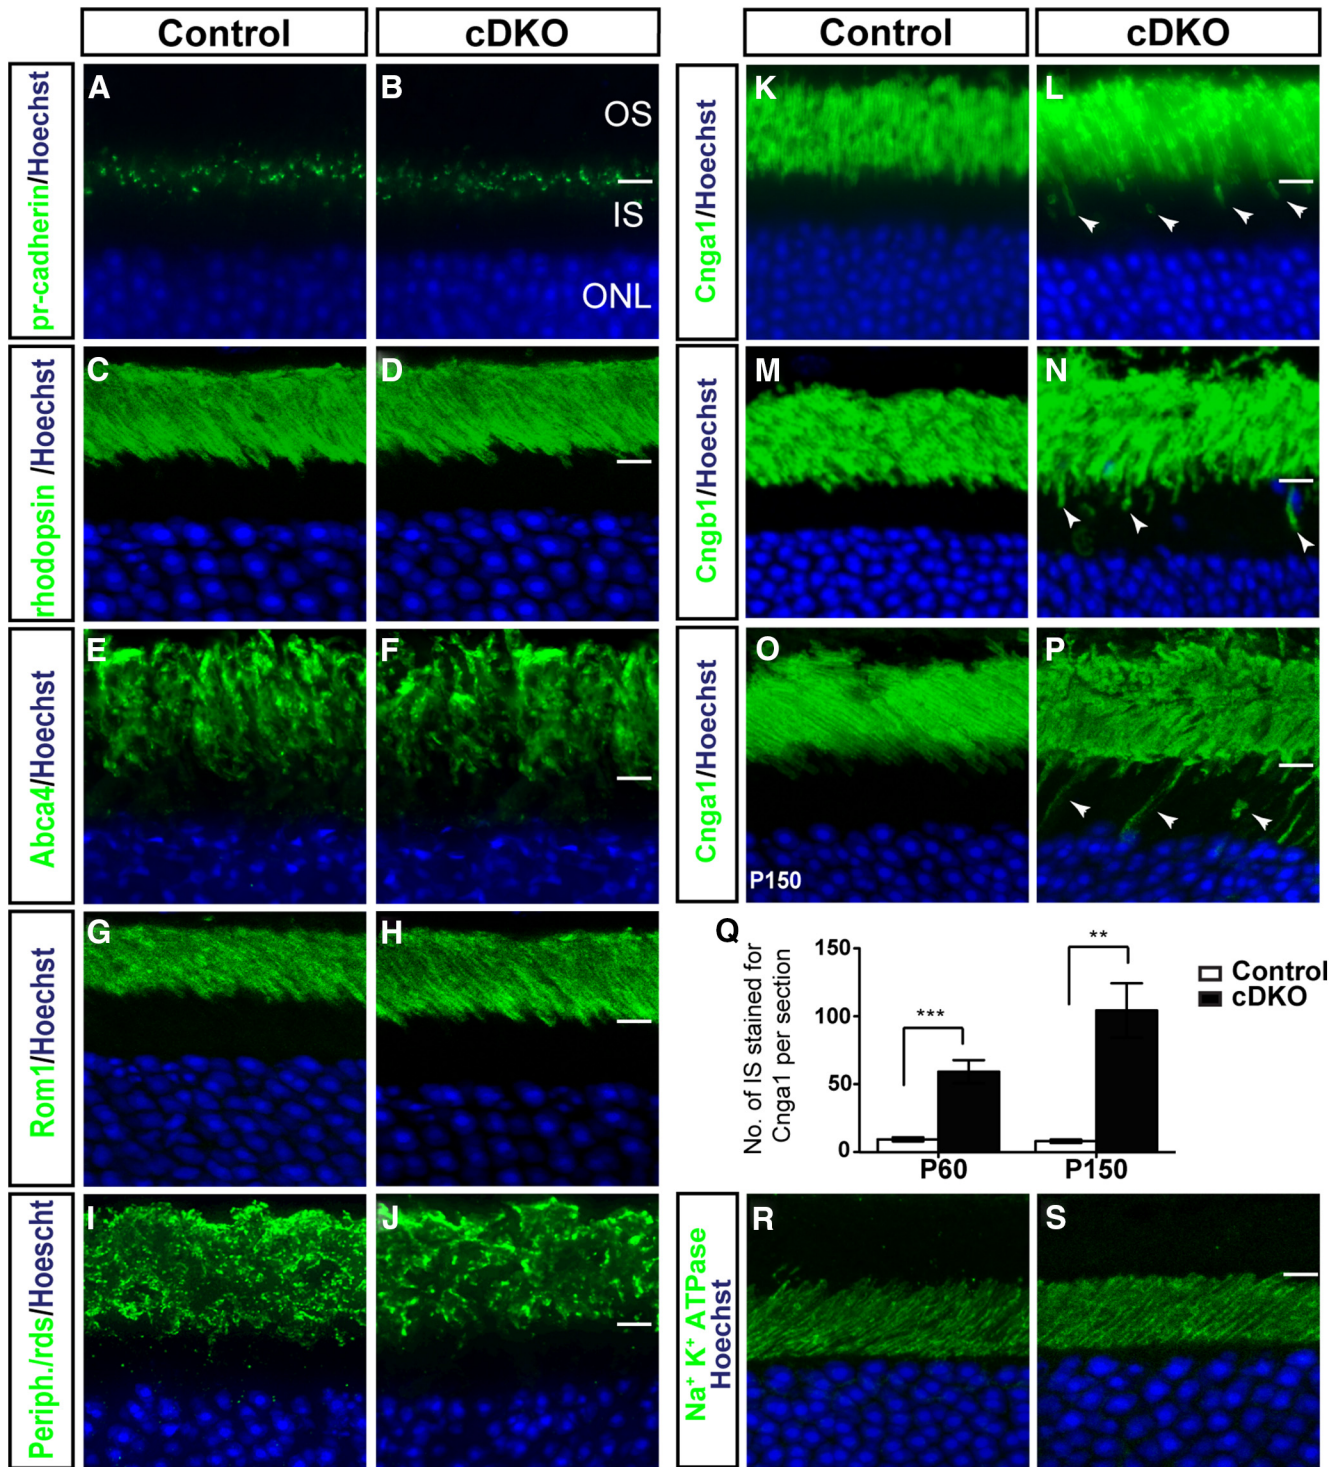 Control cDKO
Control cDKO
pr-cadherin/Hoechst
A
B
OS
IS
ONL
rhodopsin /Hoechst
C
D
Abca4/Hoechst
E
F
Rom1/Hoechst
G
H
Periph./rds/Hoescht
I
J
Cnga1/Hoechst
K
L
Cngb1/Hoechst
M
N
Cnga1/Hoechst
O
P150
P
Q
No. of IS stained for
Cnga1 per section
150
100
50
0
***
**
P60
P150
Control
cDKO
Na⁺ K⁺ ATPase
Hoechst
R
S